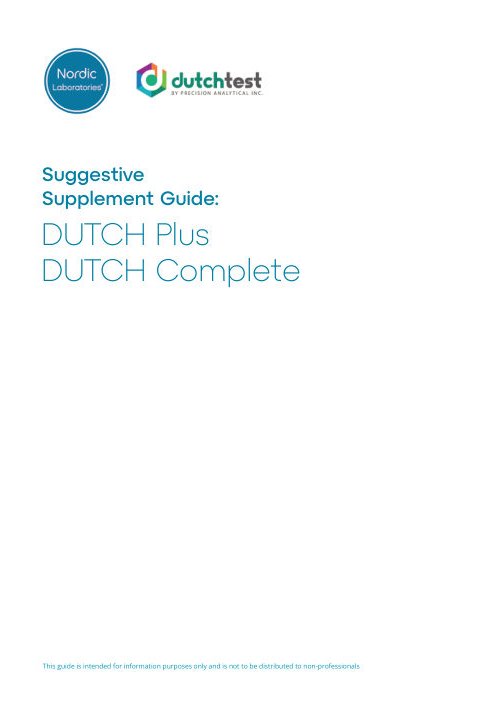 Nordic
Laboratories™
dutchtest
BY PRECISION ANALYTICAL INC.
Suggestive
Supplement Guide:
DUTCH Plus
DUTCH Complete
This guide is intended for information purposes only and is not to be distributed to non-professionals